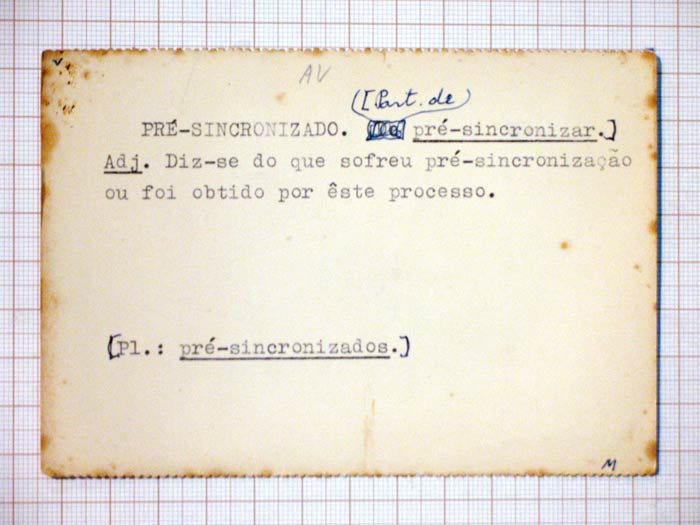 AV
([Part. de)
PRÉ-SINCRONIZADO. pré-sincronizar.]
Adj. Diz-se do que sofreu pré-sincronização
ou foi obtido por êste processo.
[Pl.: pré-sincronizados.]
M